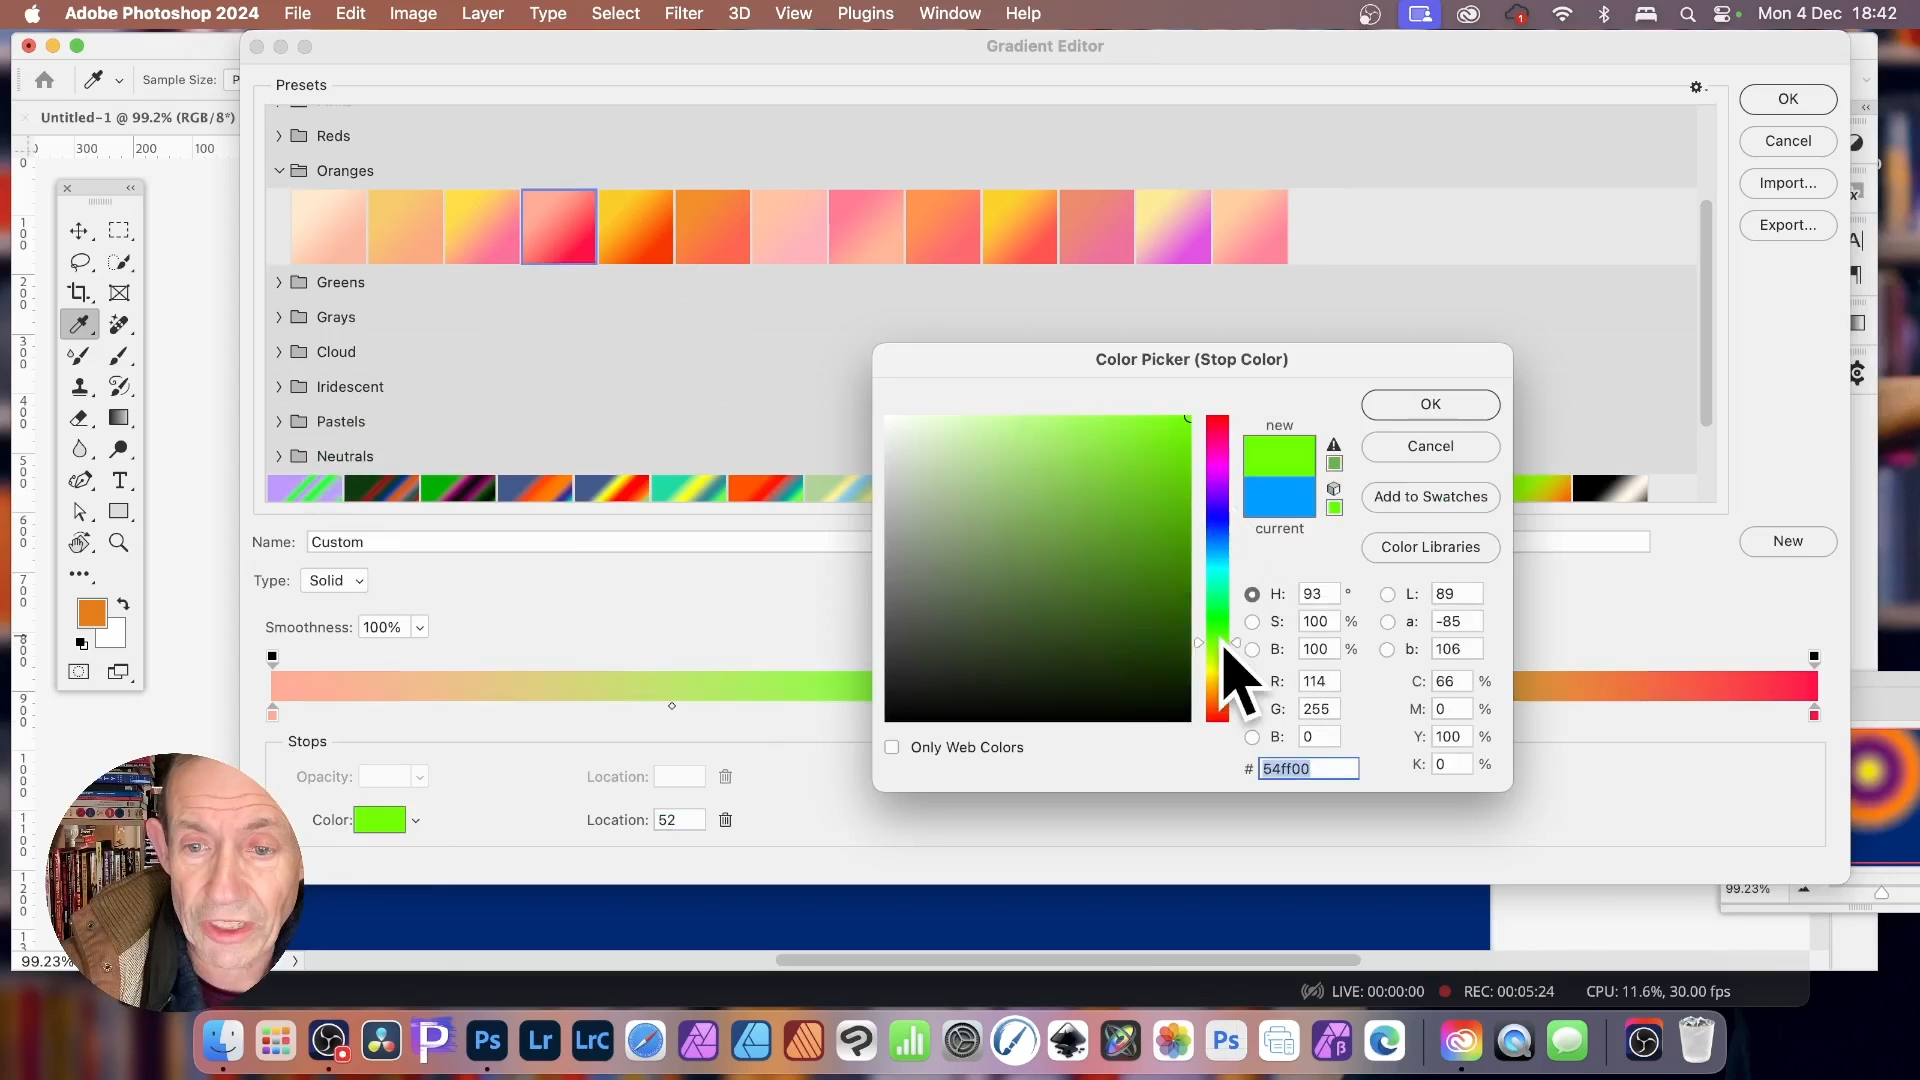 Adobe Photoshop 2024 File Edit Image Layer Type Select Filter 3D View Plugins Window Help
1
Mon 4 Dec 18:42
Gradient Editor
Sample Size:
Untitled-1 @ 99.2% (RGB/8*)
300 200 100
Presets
Reds
Oranges
Greens
Grays
Cloud
Iridescent
Pastels
Neutrals
OK
Cancel
Import...
Export...
Name: Custom
New
Type: Solid
Smoothness: 100%
Stops
Opacity:
Location:
Color:
Location: 52
Color Picker (Stop Color)
new
current
OK
Cancel
Add to Swatches
Color Libraries
H: 93 °
S: 100 %
B: 100 %
R: 114
G: 255
B: 0
# 54ff00
L: 89
a: -85
b: 106
C: 66 %
M: 0 %
Y: 100 %
K: 0 %
Only Web Colors
99.23%
99.23%
LIVE: 00:00:00 REC: 00:05:24 CPU: 11.6%, 30.00 fps
Ps Lr LrC Ps